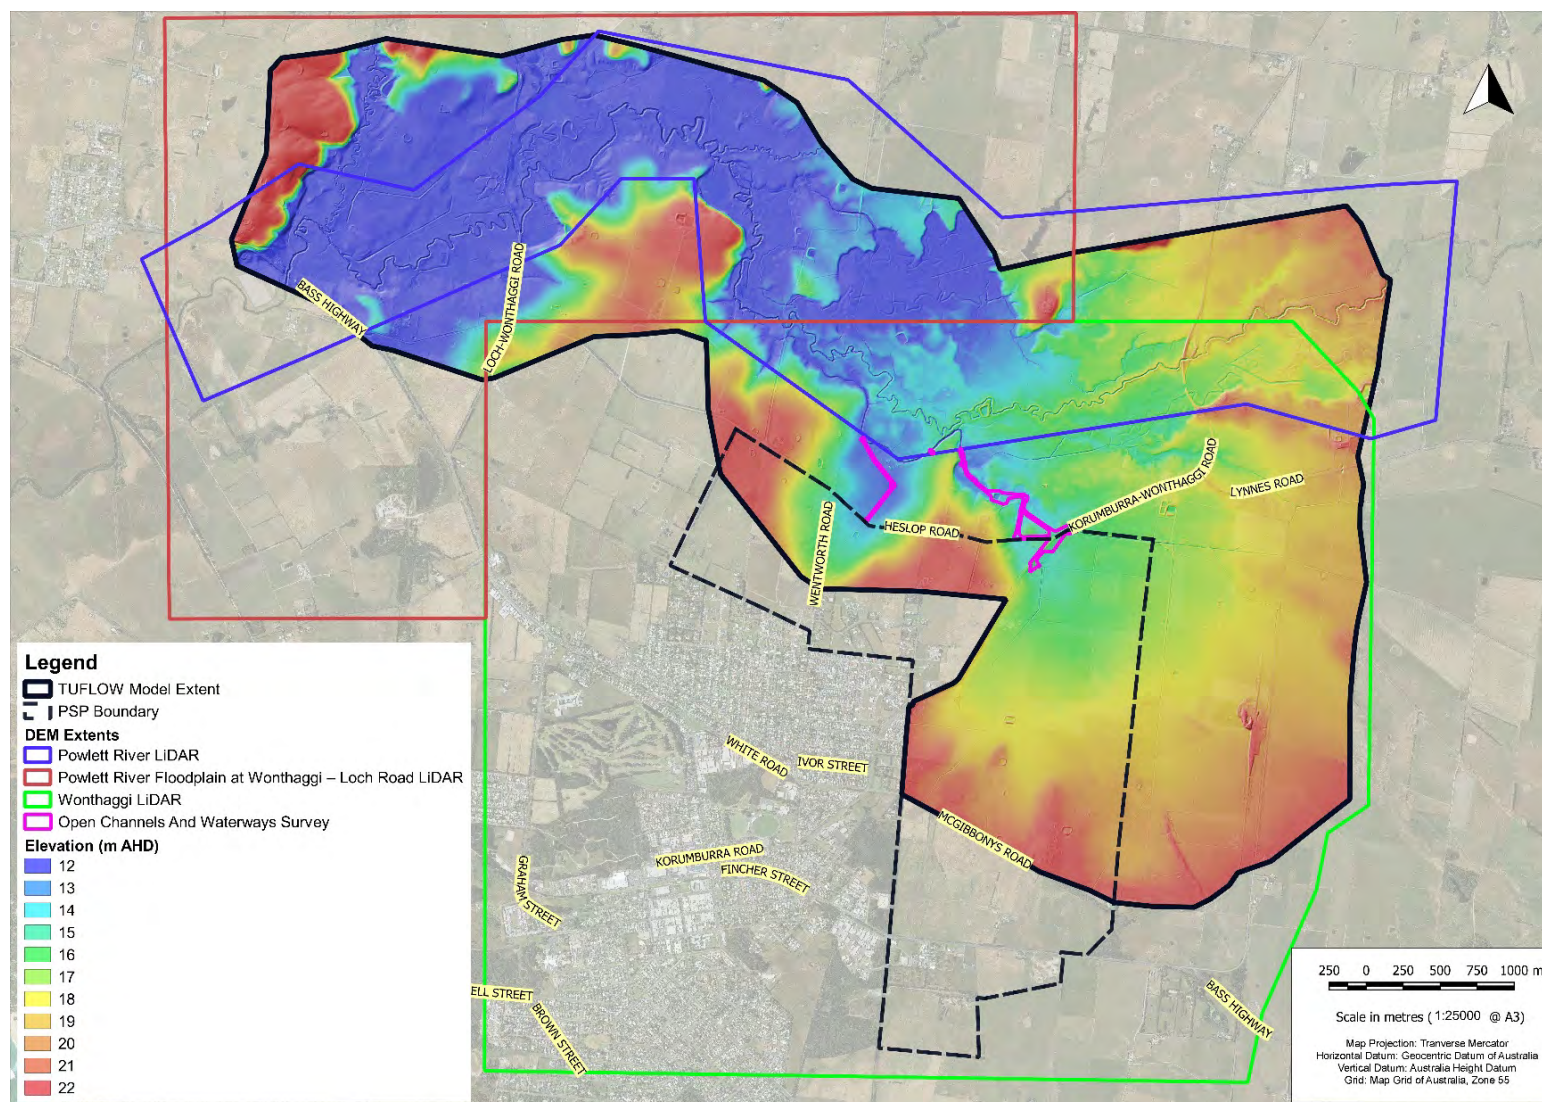 BASS HIGHWAY
LOCH-WONTHAGGI ROAD
KORUMBURRA-WONTHAGGI ROAD
LYNNES ROAD
HESLOP ROAD
WENTWORTH ROAD
WHITE ROAD
IVOR STREET
MCGIBBONYS ROAD
KORUMBURRA ROAD
FINCHER STREET
GRAHAM STREET
ELL STREET
BROWN STREET
BASS HIGHWAY
Legend
TUFLOW Model Extent
PSP Boundary
DEM Extents
Powlett River LiDAR
Powlett River Floodplain at Wonthaggi – Loch Road LiDAR
Wonthaggi LiDAR
Open Channels And Waterways Survey
Elevation (m AHD)
12
13
14
15
16
17
18
19
20
21
22
250 0 250 500 750 1000 m
Scale in metres ( 1:25000 @ A3)
Map Projection: Tranverse Mercator
Horizontal Datum: Geocentric Datum of Australia
Vertical Datum: Australia Height Datum
Grid: Map Grid of Australia, Zone 55